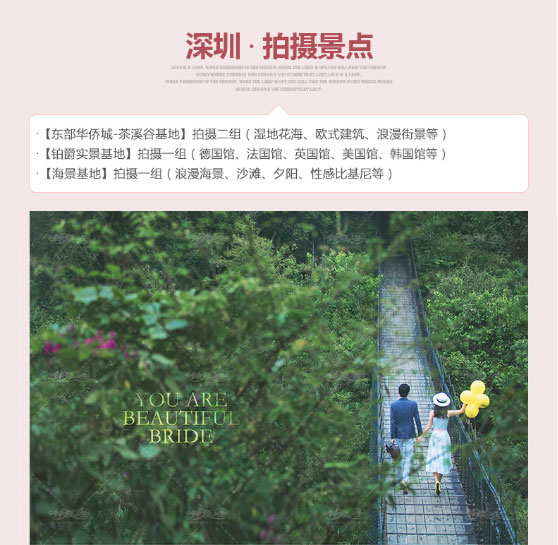 深圳 · 拍摄景点
·【东部华侨城-茶溪谷基地】拍摄二组（湿地花海、欧式建筑、浪漫街景等）
·【铂爵实景基地】拍摄一组（德国馆、法国馆、英国馆、美国馆、韩国馆等）
·【海景基地】拍摄一组（浪漫海景、沙滩、夕阳、性感比基尼等）
YOU ARE
BEAUTIFUL
BRIDE